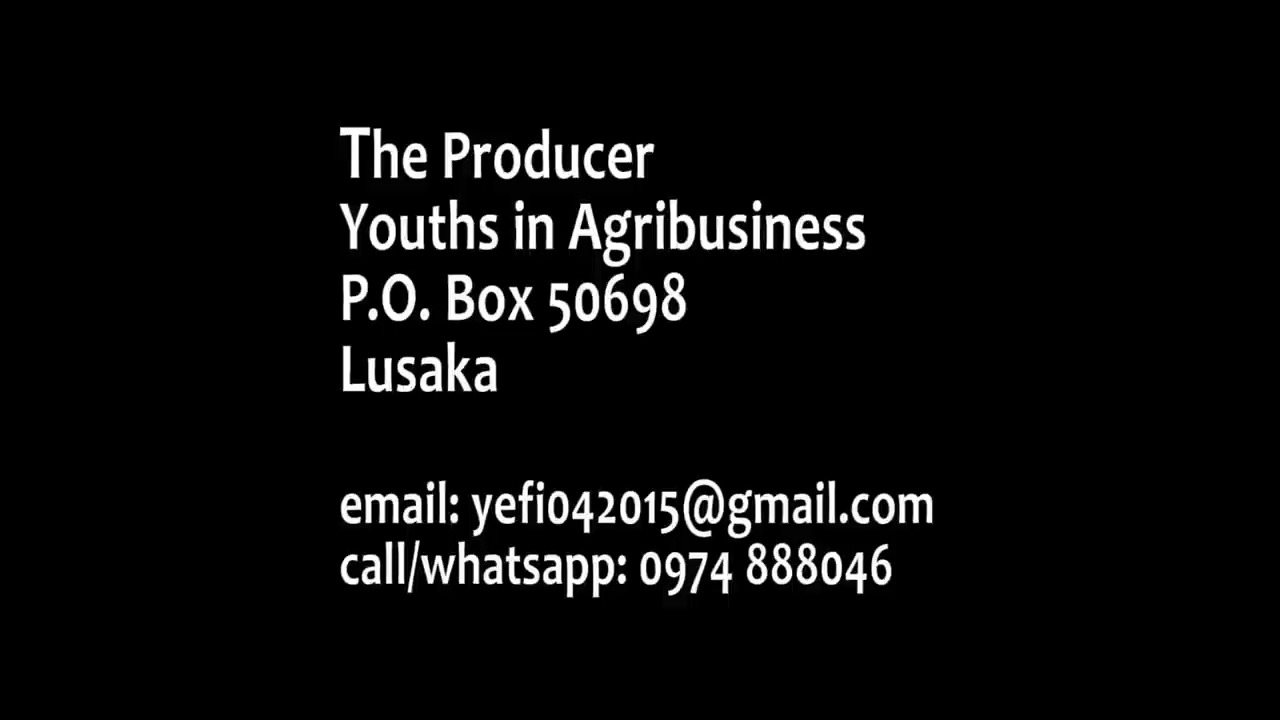 The Producer
Youths in Agribusiness
P.O. Box 50698
Lusaka
email: yefi042015@gmail.com
call/whatsapp: 0974 888046